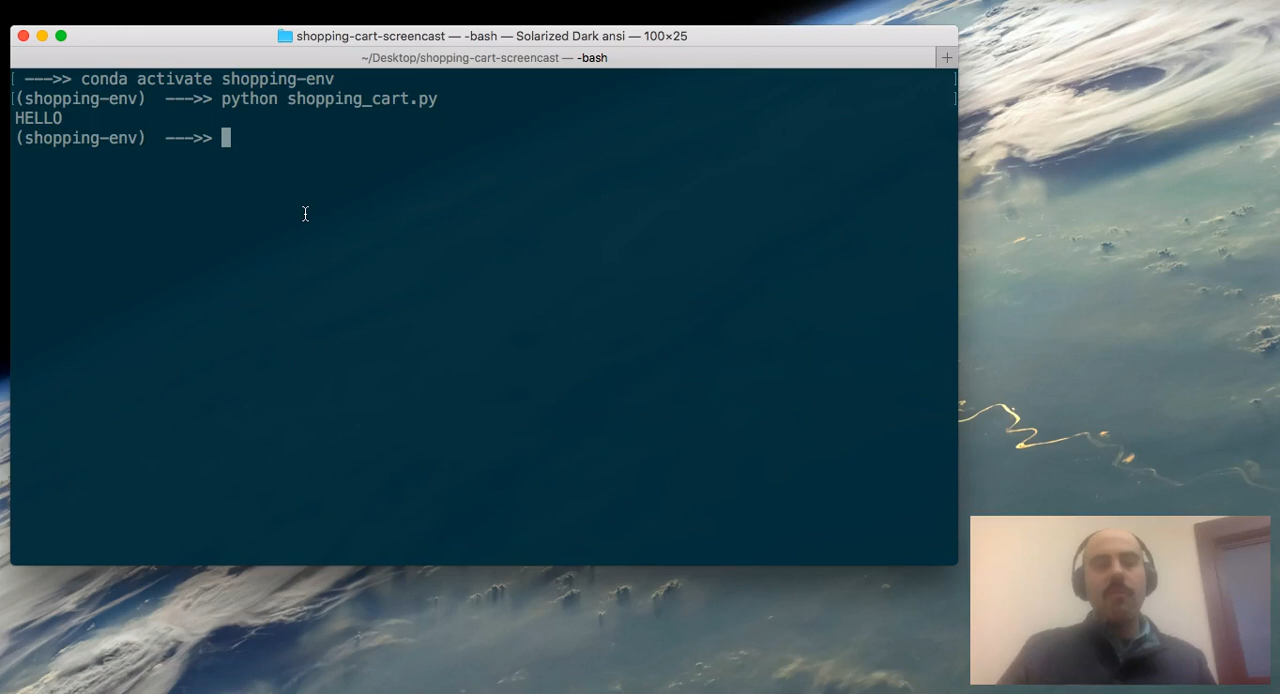 shopping-cart-screencast — -bash — Solarized Dark ansi — 100×25
~/Desktop/shopping-cart-screencast — -bash
--->> conda activate shopping-env
(shopping-env) --->> python shopping_cart.py
HELLO
(shopping-env) --->>